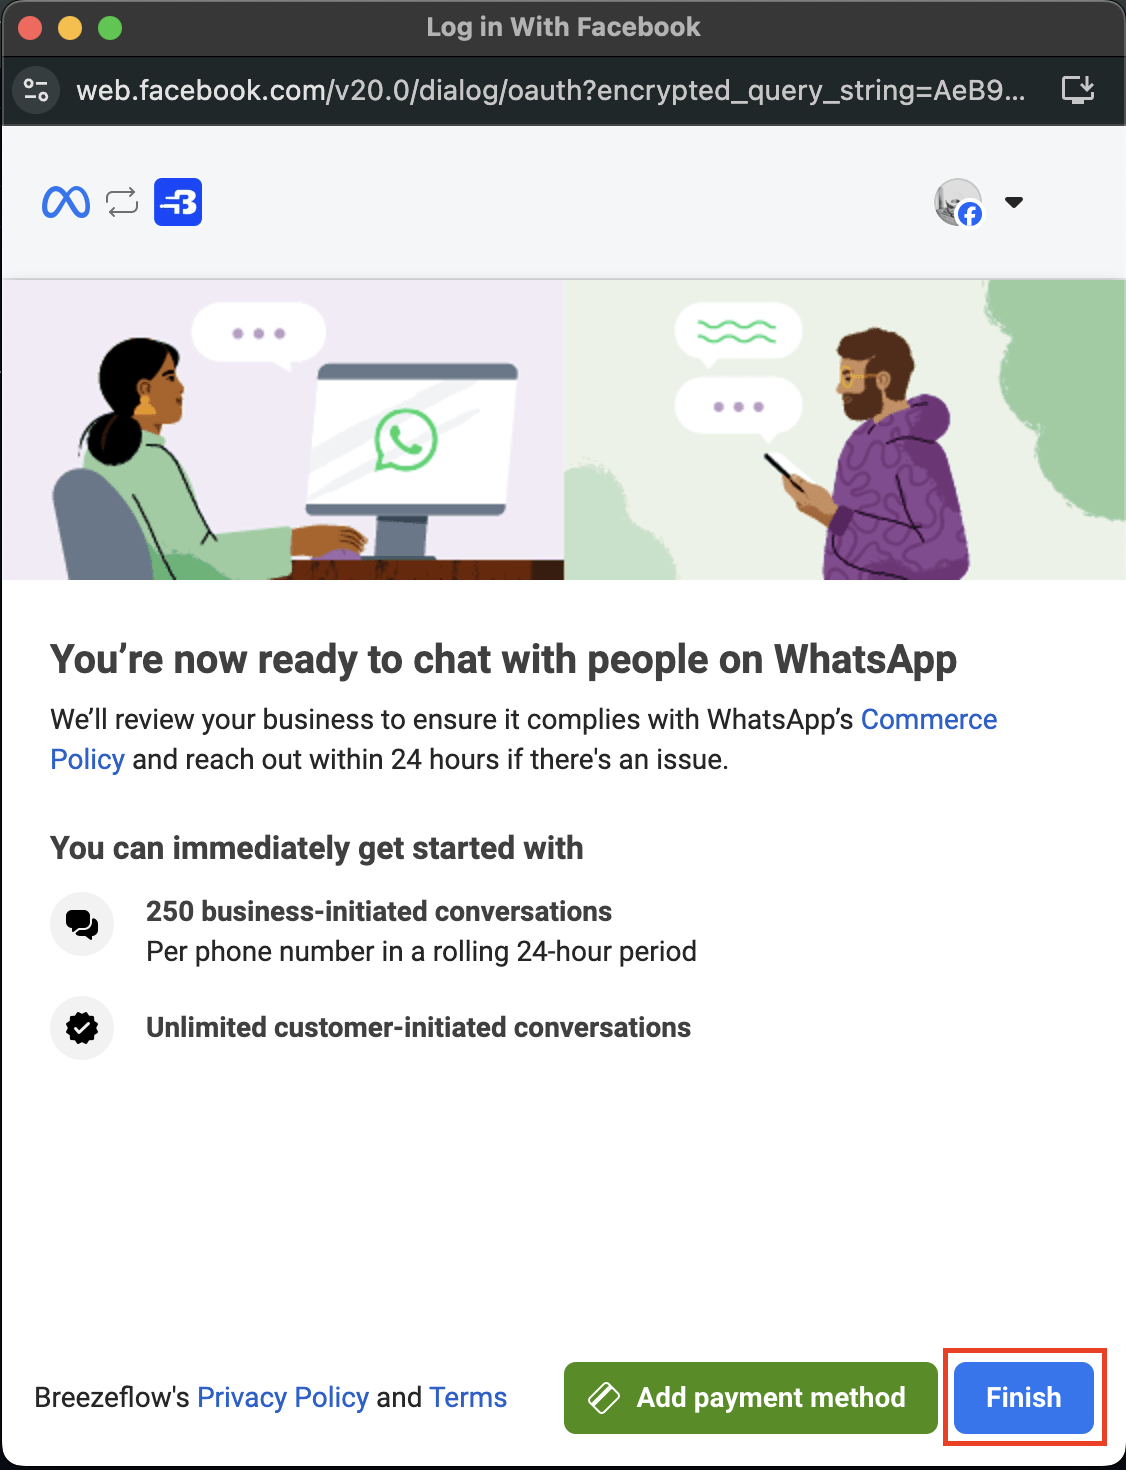 Log in With Facebook
web.facebook.com/v20.0/dialog/oauth?encrypted_query_string=AeB9...
You’re now ready to chat with people on WhatsApp
We’ll review your business to ensure it complies with WhatsApp’s Commerce
Policy and reach out within 24 hours if there's an issue.
You can immediately get started with
250 business-initiated conversations
Per phone number in a rolling 24-hour period
Unlimited customer-initiated conversations
Breezeflow's Privacy Policy and Terms
Add payment method
Finish